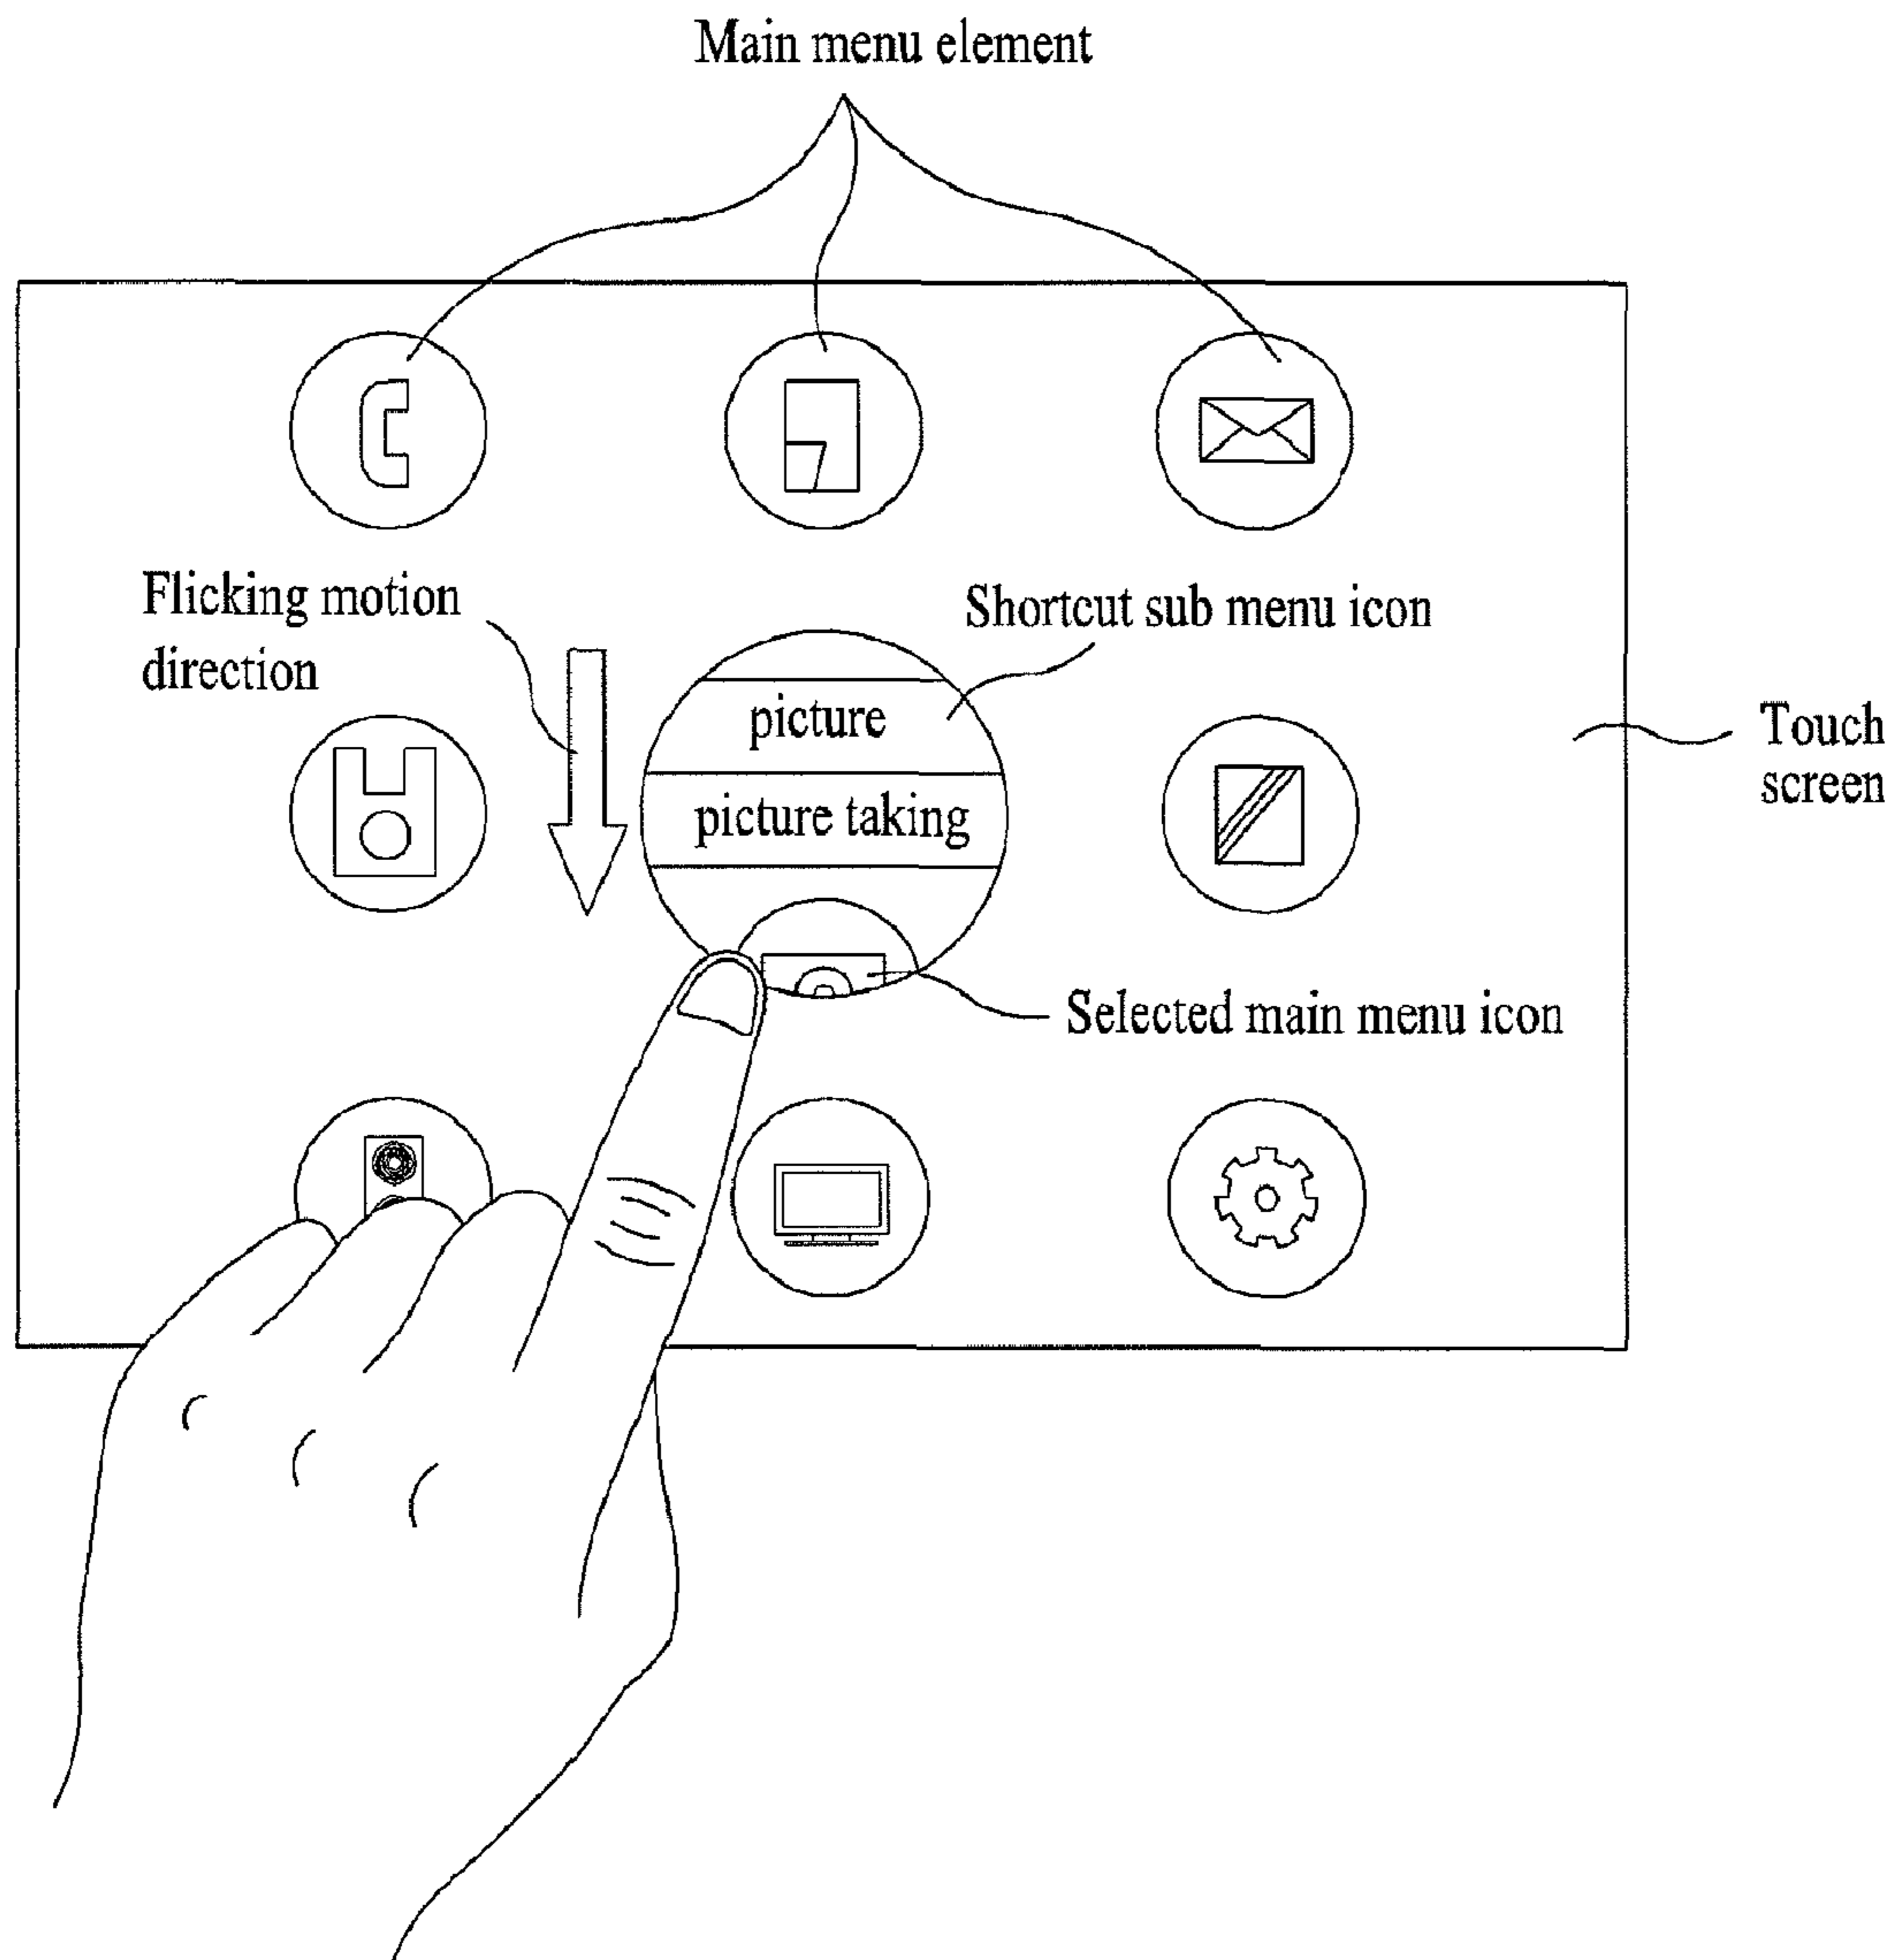 Main menu element
Flicking motion
direction
Shortcut sub menu icon
picture
picture taking
Touch
screen
Selected main menu icon